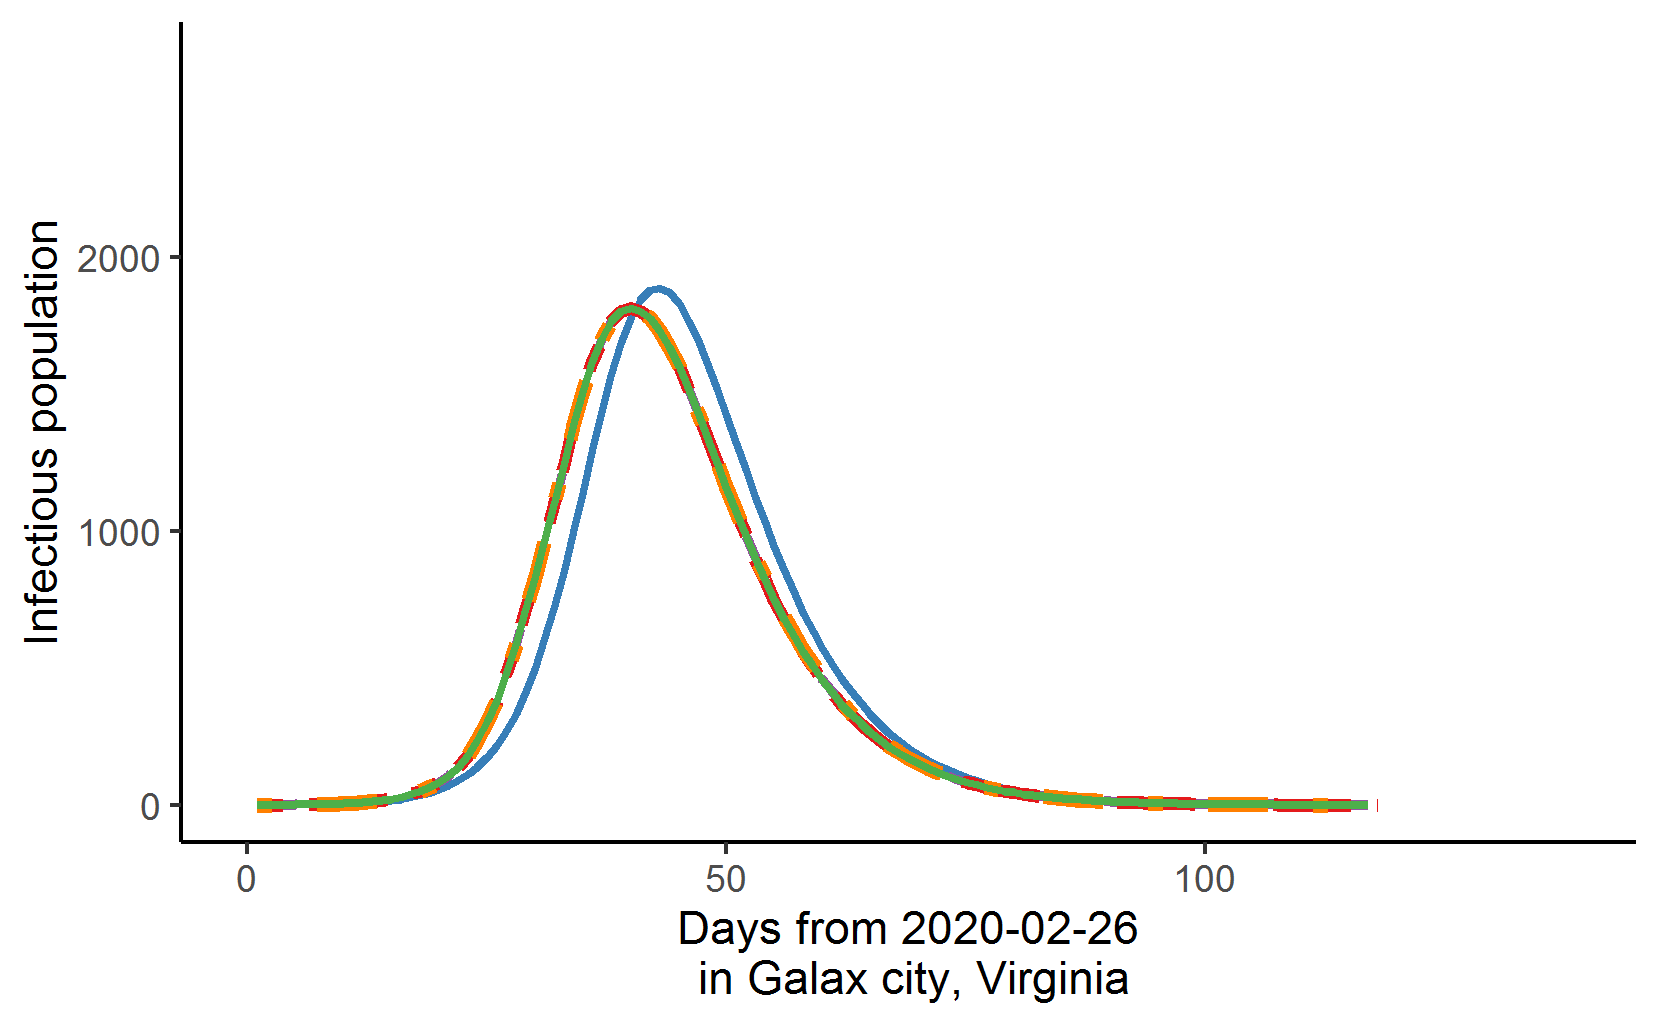 Infectious population
2000
1000
0
0 50 100
Days from 2020-02-26
in Galax city, Virginia